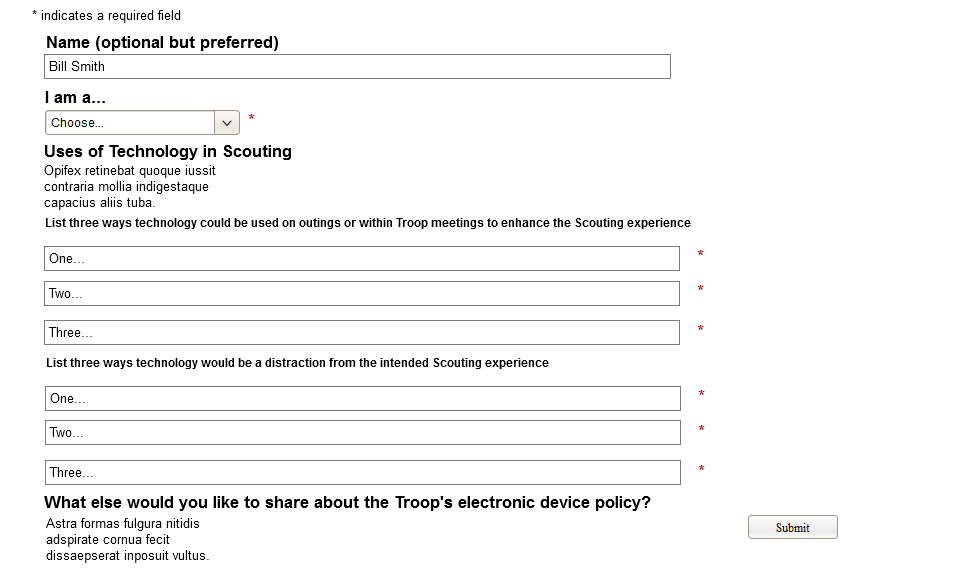 * indicates a required field
Name (optional but preferred)
Bill Smith
I am a...
Choose... *
Uses of Technology in Scouting
Opifex retinebat quoque iussit
contraria mollia indigestaque
capacius aliis tuba.
List three ways technology could be used on outings or within Troop meetings to enhance the Scouting experience
One... *
Two... *
Three... *
List three ways technology would be a distraction from the intended Scouting experience
One... *
Two... *
Three... *
What else would you like to share about the Troop's electronic device policy?
Astra formas fulgura nitidis
adspirate cornua fecit
dissaepserat inposuit vultus.
Submit